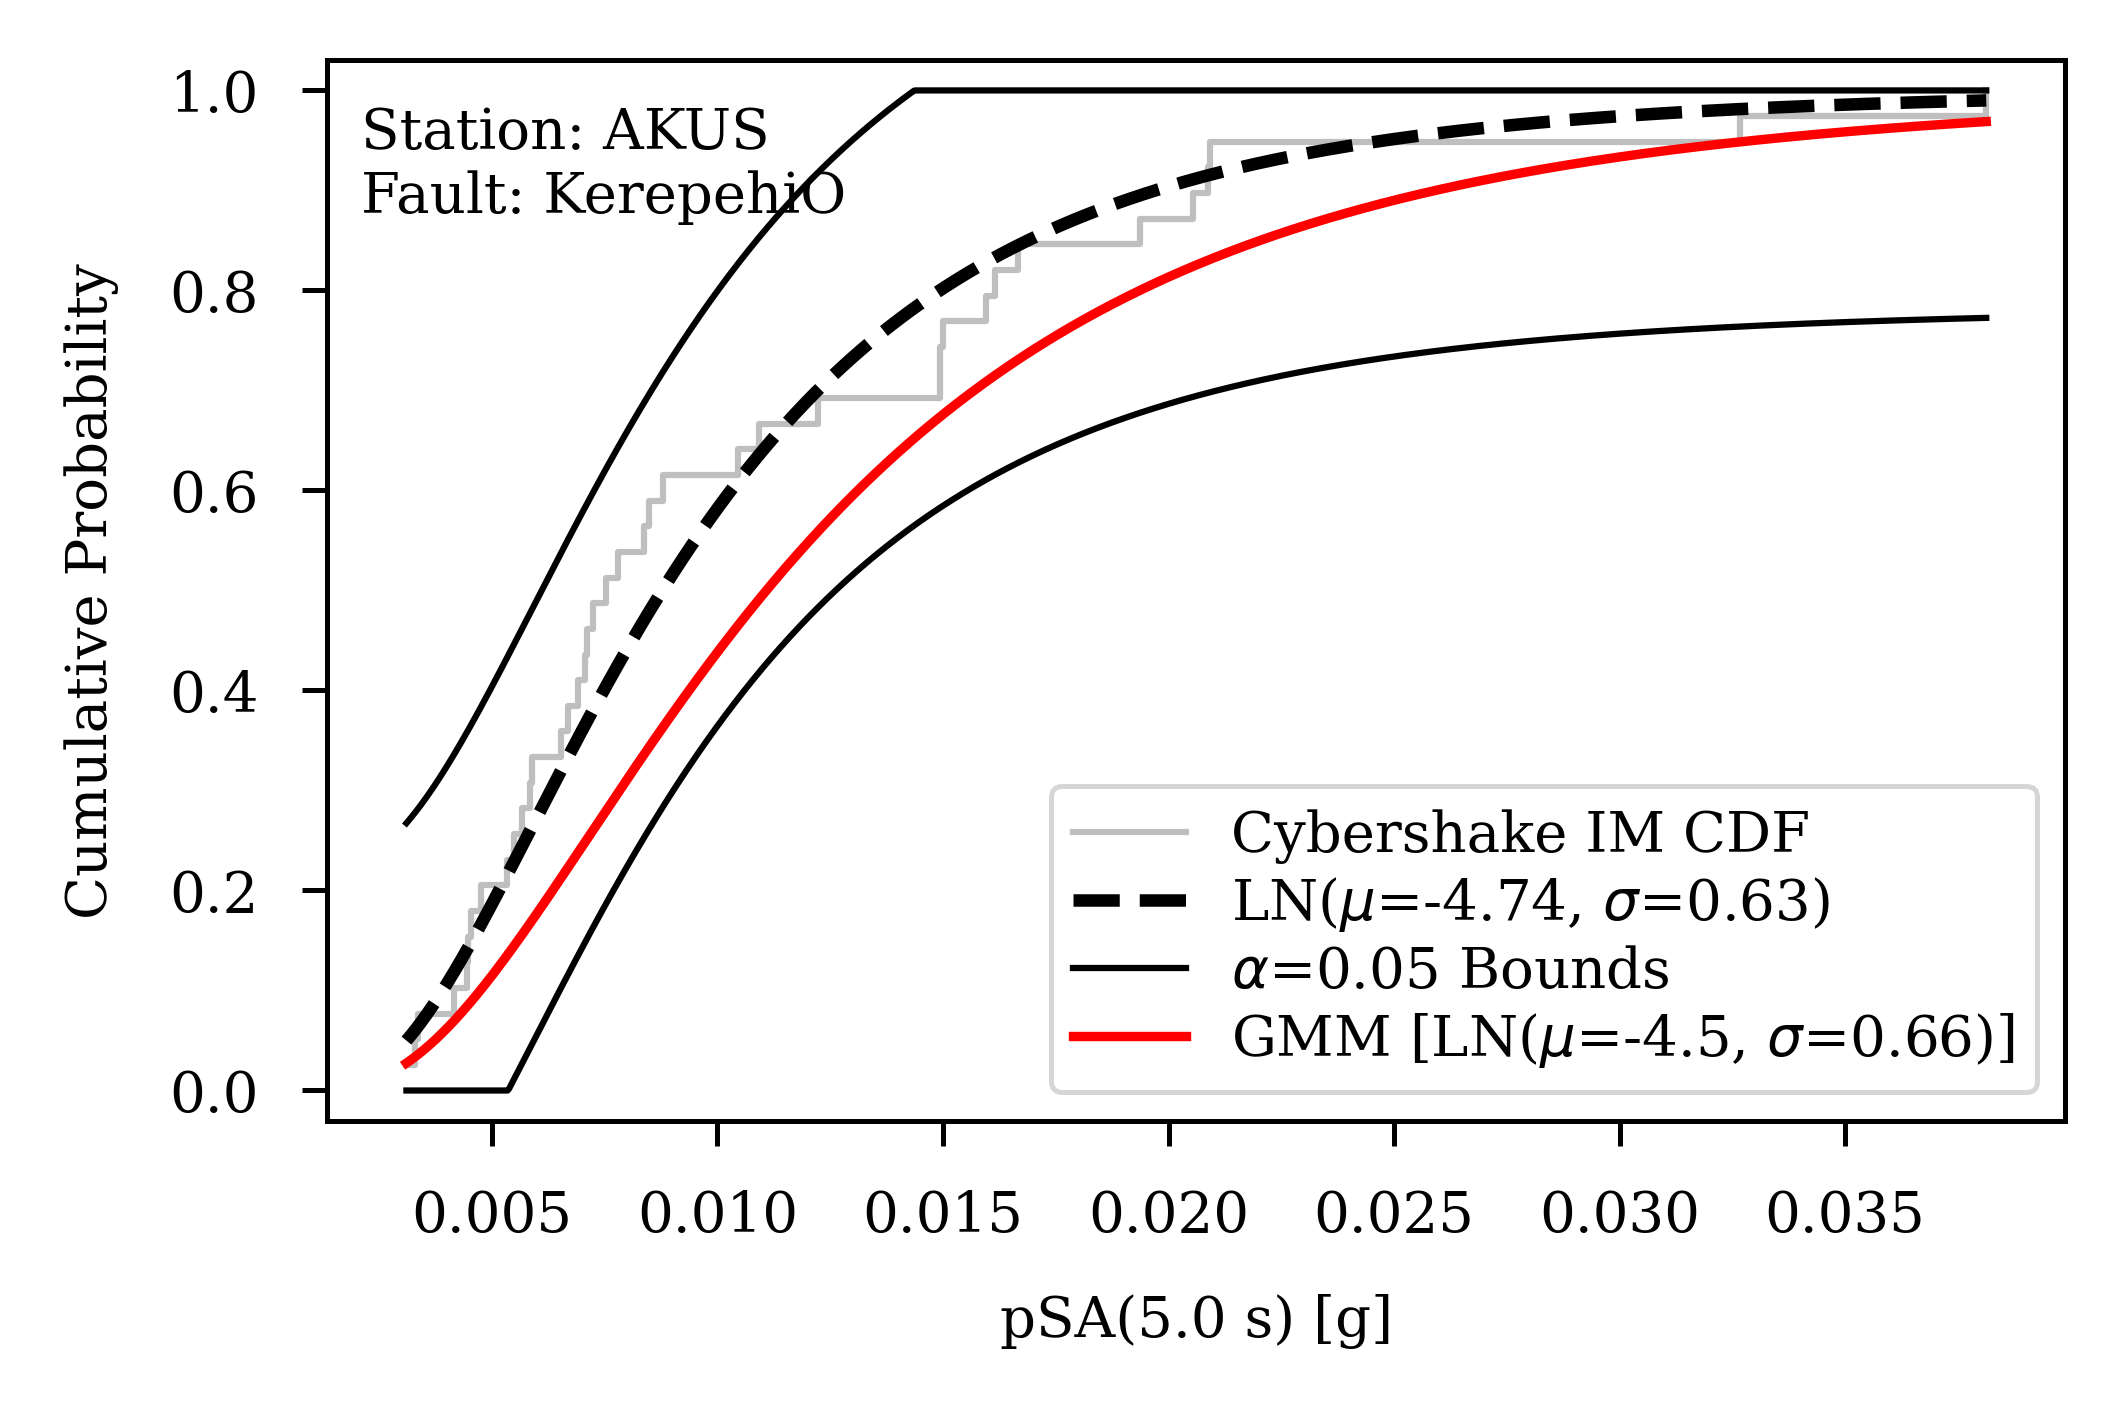 Station: AKUS
Fault: KerepehiO
1.0
0.8
0.6
0.4
0.2
0.0
Cumulative Probability
Cybershake IM CDF
LN(μ=-4.74, σ=0.63)
α=0.05 Bounds
GMM [LN(μ=-4.5, σ=0.66)]
0.005 0.010 0.015 0.020 0.025 0.030 0.035
pSA(5.0 s) [g]